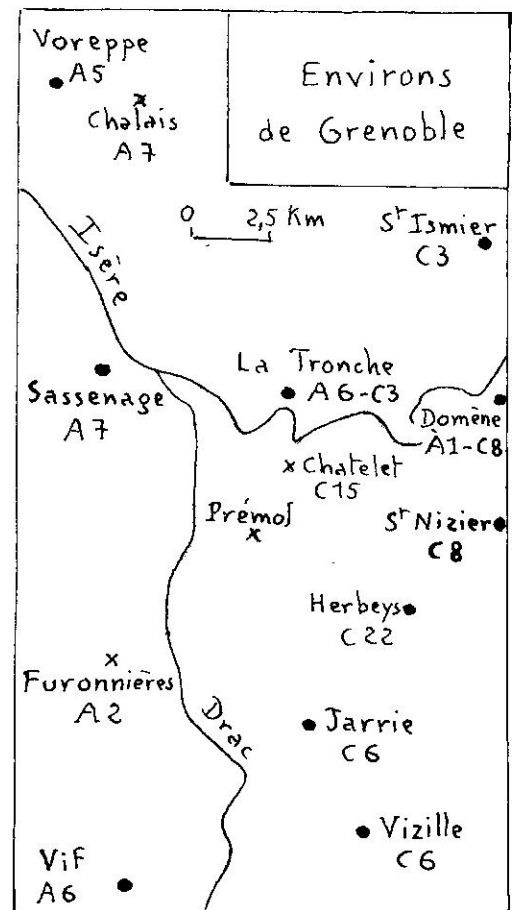 Voreppe
A5
Chalais
A7
Environs
de Grenoble
0 2,5 Km
Isère
Sᵗ Ismier
C3
La Tronche
A6-C3
Sassenage
A7
Domène
À1-C8
Chatelet
C15
Prémol
Sᵗ Nizier
C8
Herbeys
C22
Furonnières
A2
Drac
Jarrie
C6
Vizille
C6
Vif
A6